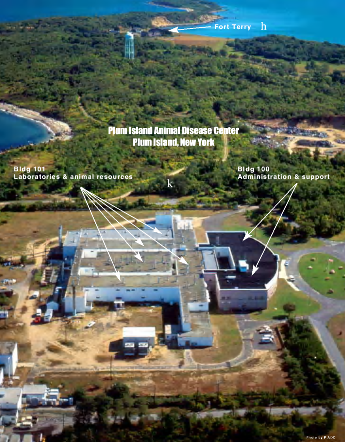 Fort Terry h
Plum Island Animal Disease Center
Plum Island, New York
Bldg 101
Laboratories & animal resources
Bldg 100
Administration & support
k